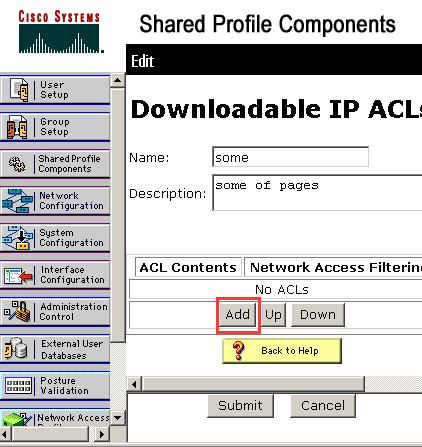 CISCO SYSTEMS
Shared Profile Components
Edit
User
Setup
Group
Setup
Shared Profile
Components
Network
Configuration
System
Configuration
Interface
Configuration
Administration
Control
External User
Databases
Posture
Validation
Network Access
Downloadable IP ACLs
Name: some
Description: some of pages
ACL Contents Network Access Filtering
No ACLs
Add Up Down
? Back to Help
Submit Cancel